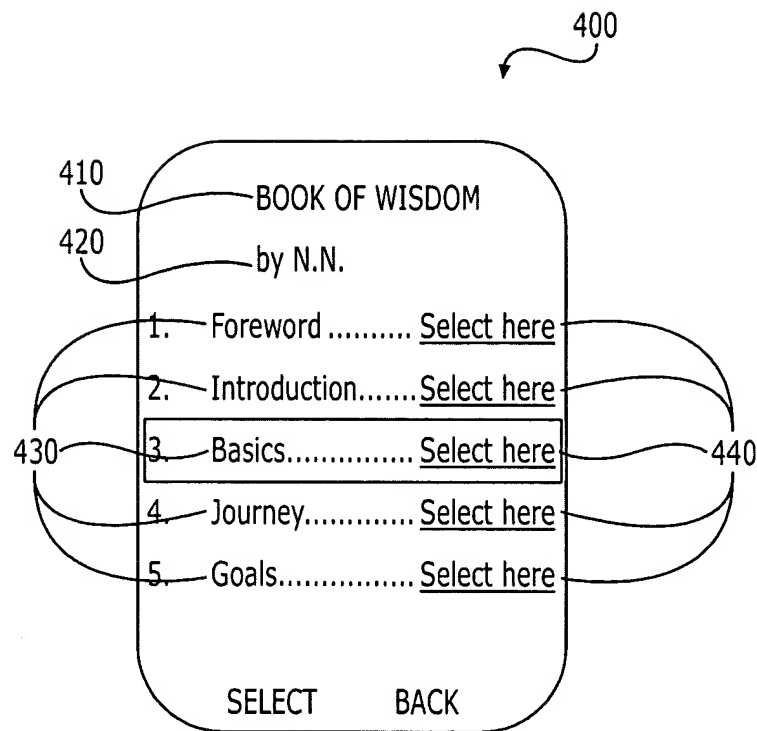 400
410
BOOK OF WISDOM
420
by N.N.
1. Foreword .......... Select here
2. Introduction....... Select here
430 3. Basics............... Select here 440
4. Journey............. Select here
5. Goals................ Select here
SELECT BACK